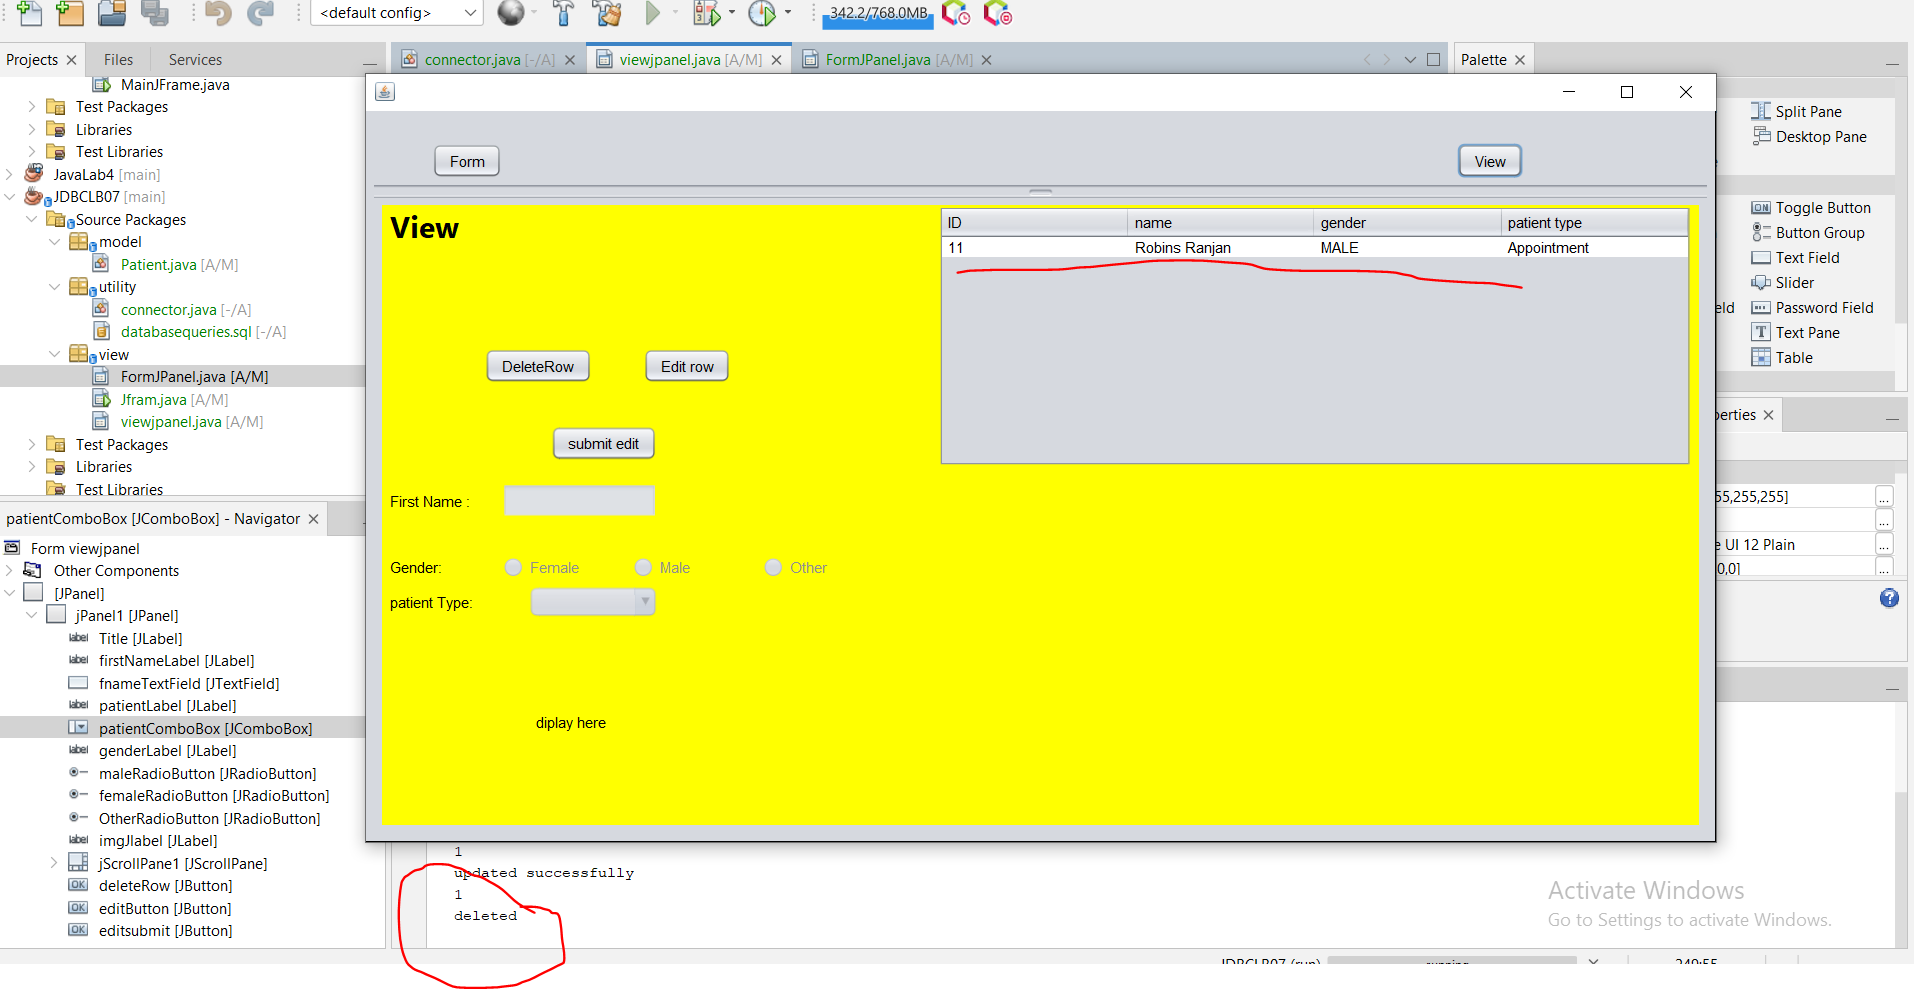 <default config>
342.2/768.0MB
Projects
Files
Services
connector.java [-/A]
viewjpanel.java [A/M]
FormJPanel.java [A/M]
Palette
MainJFrame.java
Test Packages
Libraries
Test Libraries
JavaLab4 [main]
JDBCLB07 [main]
Source Packages
model
Patient.java [A/M]
utility
connector.java [-/A]
databasequeries.sql [-/A]
view
FormJPanel.java [A/M]
Jfram.java [A/M]
viewjpanel.java [A/M]
Test Packages
Libraries
Test Libraries
patientComboBox [JComboBox] - Navigator
Form viewjpanel
Other Components
[JPanel]
jPanel1 [JPanel]
Title [JLabel]
firstNameLabel [JLabel]
fnameTextField [JTextField]
patientLabel [JLabel]
patientComboBox [JComboBox]
genderLabel [JLabel]
maleRadioButton [JRadioButton]
femaleRadioButton [JRadioButton]
OtherRadioButton [JRadioButton]
imgJlabel [JLabel]
jScrollPane1 [JScrollPane]
deleteRow [JButton]
editButton [JButton]
editsubmit [JButton]
Form
View
View
ID name gender patient type
11 Robins Ranjan MALE Appointment
DeleteRow
Edit row
submit edit
First Name :
Gender:
Female
Male
Other
patient Type:
diplay here
1
updated successfully
1
deleted
Split Pane
Desktop Pane
Toggle Button
Button Group
Text Field
Slider
eld
Password Field
Text Pane
Table
perties
55,255,255]
...
...
e UI 12 Plain
...
0,0]
...
Activate Windows
Go to Settings to activate Windows.
JDBCLB07 (run)
running
249:55